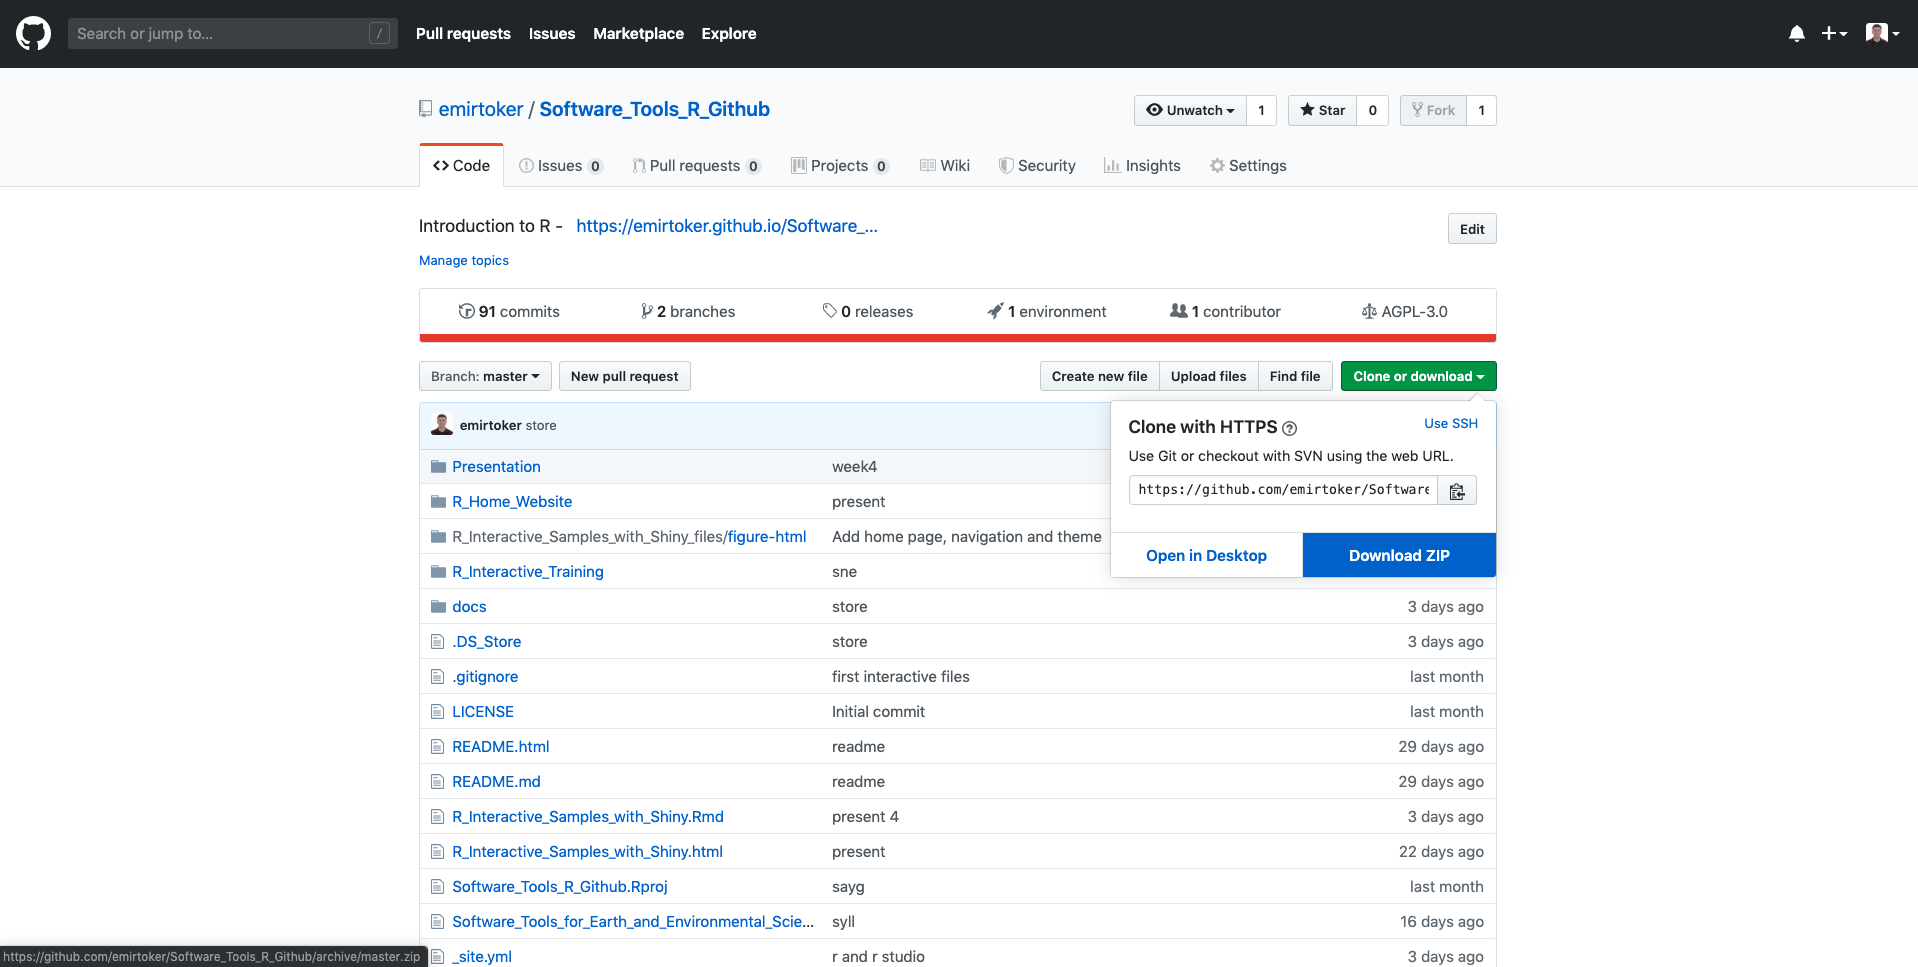 Search or jump to... /
Pull requests Issues Marketplace Explore
emirtoker / Software_Tools_R_Github
Unwatch 1 Star 0 Fork 1
Code Issues 0 Pull requests 0 Projects 0 Wiki Security Insights Settings
Introduction to R - https://emirtoker.github.io/Software_...
Edit
Manage topics
91 commits 2 branches 0 releases 1 environment 1 contributor AGPL-3.0
Branch: master New pull request Create new file Upload files Find file Clone or download
emirtoker store
Clone with HTTPS ? Use SSH
Use Git or checkout with SVN using the web URL.
https://github.com/emirtoker/Software
Open in Desktop Download ZIP
Presentation week4
R_Home_Website present
R_Interactive_Samples_with_Shiny_files/figure-html Add home page, navigation and theme
R_Interactive_Training sne
docs store 3 days ago
.DS_Store store 3 days ago
.gitignore first interactive files last month
LICENSE Initial commit last month
README.html readme 29 days ago
README.md readme 29 days ago
R_Interactive_Samples_with_Shiny.Rmd present 4 3 days ago
R_Interactive_Samples_with_Shiny.html present 22 days ago
Software_Tools_R_Github.Rproj sayg last month
Software_Tools_for_Earth_and_Environmental_Scie... syll 16 days ago
_site.yml r and r studio 3 days ago
https://github.com/emirtoker/Software_Tools_R_Github/archive/master.zip